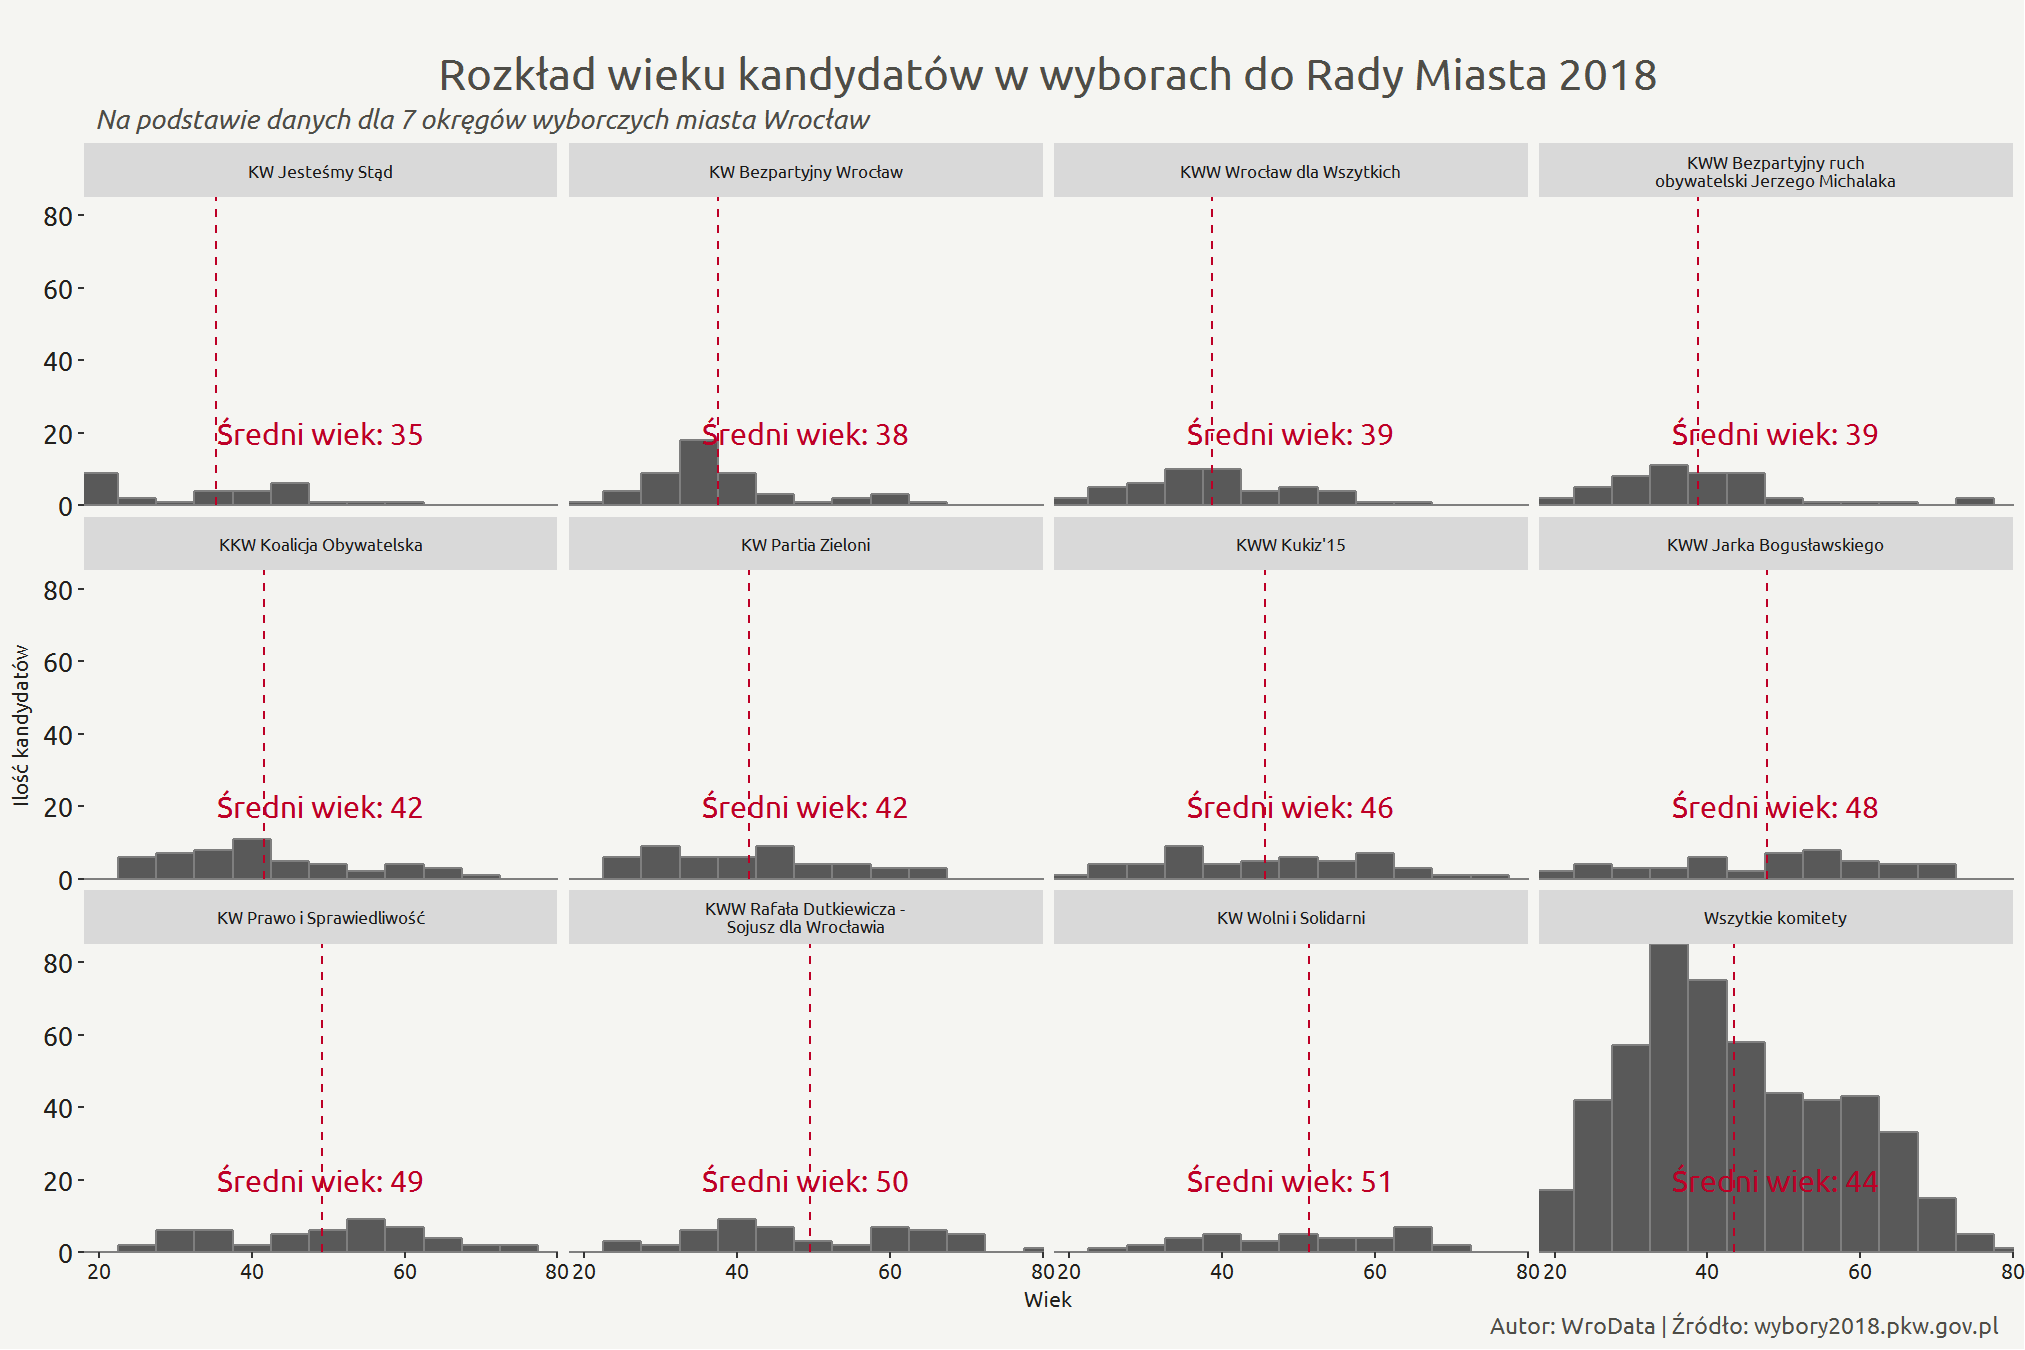 Rozkład wieku kandydatów w wyborach do Rady Miasta 2018
Na podstawie danych dla 7 okręgów wyborczych miasta Wrocław
KW Jesteśmy Stąd
KW Bezpartyjny Wrocław
KWW Wrocław dla Wszytkich
KWW Bezpartyjny ruch
obywatelski Jerzego Michalaka
80
60
40
20
0
Średni wiek: 35
Średni wiek: 38
Średni wiek: 39
Średni wiek: 39
KKW Koalicja Obywatelska
KW Partia Zieloni
KWW Kukiz'15
KWW Jarka Bogusławskiego
Ilość kandydatów
80
60
40
20
0
Średni wiek: 42
Średni wiek: 42
Średni wiek: 46
Średni wiek: 48
KW Prawo i Sprawiedliwość
KWW Rafała Dutkiewicza -
Sojusz dla Wrocławia
KW Wolni i Solidarni
Wszytkie komitety
80
60
40
20
0
Średni wiek: 49
Średni wiek: 50
Średni wiek: 51
Średni wiek: 44
20 40 60 80
20 40 60 80
20 40 60 80
20 40 60 80
Wiek
Autor: WroData | Źródło: wybory2018.pkw.gov.pl